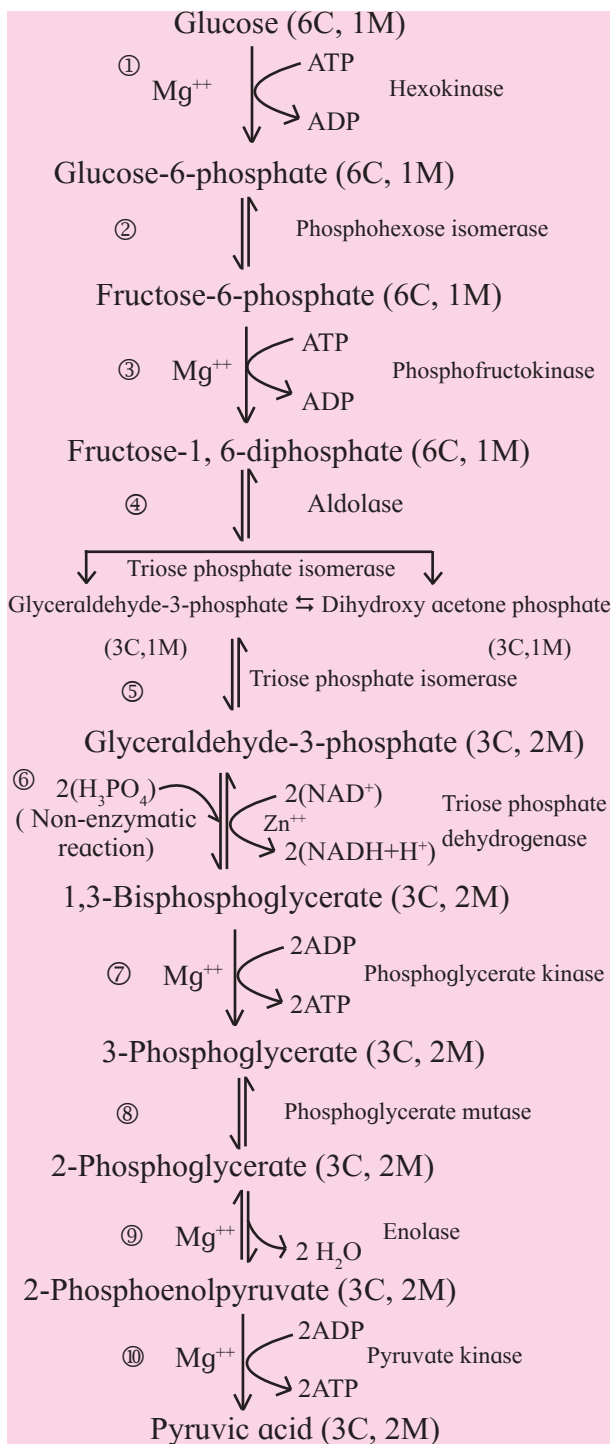 Glucose (6C, 1M)
① Mg⁺⁺ ATP Hexokinase
ADP
Glucose-6-phosphate (6C, 1M)
② Phosphohexose isomerase
Fructose-6-phosphate (6C, 1M)
③ Mg⁺⁺ ATP Phosphofructokinase
ADP
Fructose-1, 6-diphosphate (6C, 1M)
④ Aldolase
Triose phosphate isomerase
Glyceraldehyde-3-phosphate ⇆ Dihydroxy acetone phosphate
(3C,1M) (3C,1M)
⑤ Triose phosphate isomerase
Glyceraldehyde-3-phosphate (3C, 2M)
⑥ 2(H₃PO₄) 2(NAD⁺) Triose phosphate
( Non-enzymatic Zn⁺⁺ dehydrogenase
reaction) 2(NADH+H⁺)
1,3-Bisphosphoglycerate (3C, 2M)
⑦ Mg⁺⁺ 2ADP Phosphoglycerate kinase
2ATP
3-Phosphoglycerate (3C, 2M)
⑧ Phosphoglycerate mutase
2-Phosphoglycerate (3C, 2M)
⑨ Mg⁺⁺ Enolase
2 H₂O
2-Phosphoenolpyruvate (3C, 2M)
⑩ Mg⁺⁺ 2ADP Pyruvate kinase
2ATP
Pyruvic acid (3C, 2M)